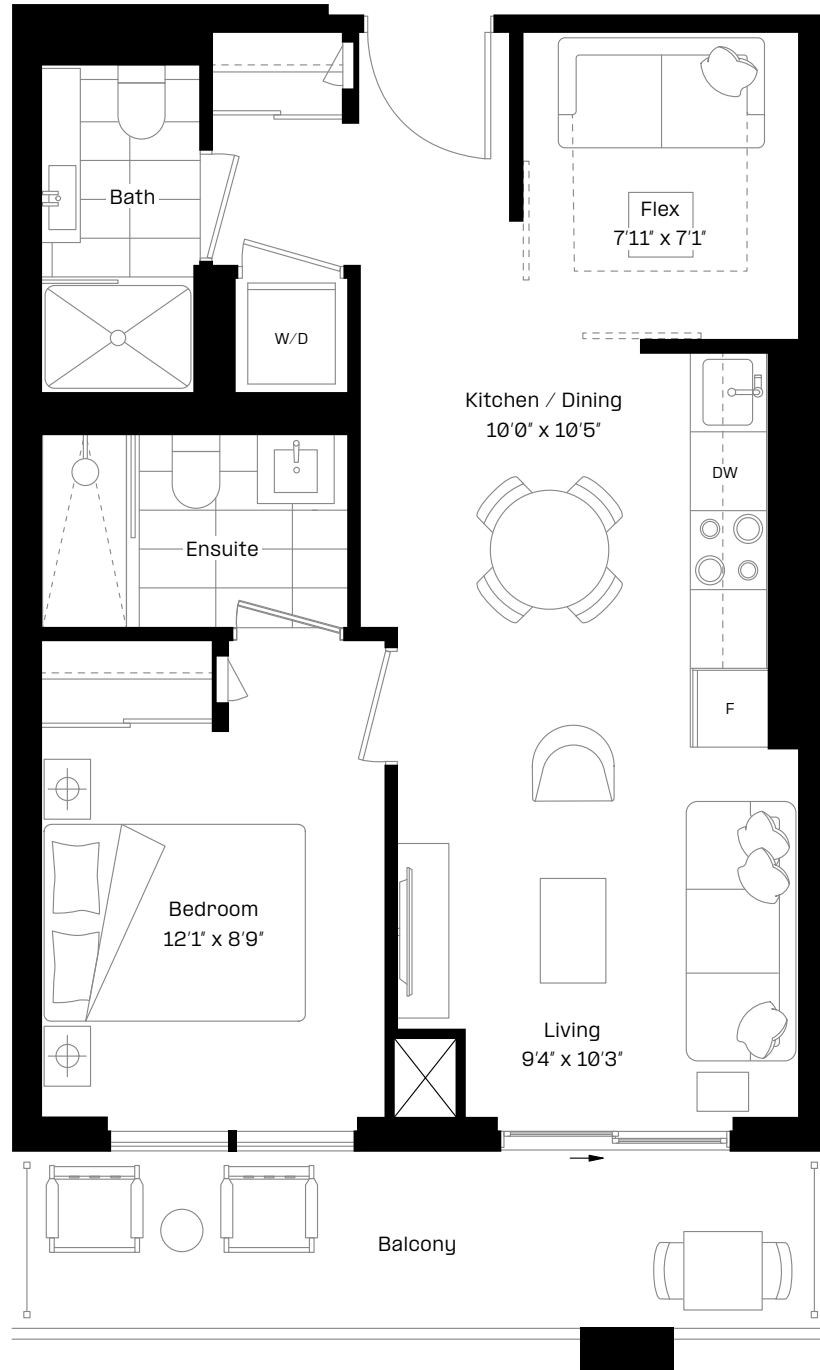 Bath
Flex
7'11" x 7'1"
W/D
Kitchen / Dining
10'0" x 10'5"
DW
Ensuite
F
Bedroom
12'1" x 8'9"
Living
9'4" x 10'3"
Balcony